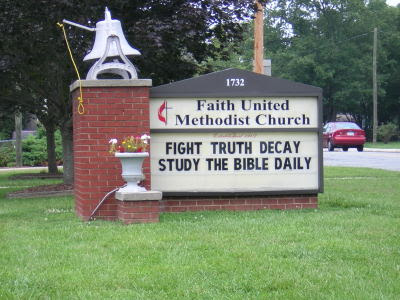 1732
Faith United
Methodist Church
FIGHT TRUTH DECAY
STUDY THE BIBLE DAILY